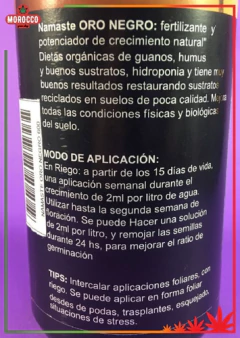 MOROCCO
Namaste ORO NEGRO: fertilizante y
potenciador de crecimiento natural"
Dietás orgánicas de guanos, humus
y buenos sustratos, hidroponia y tiene muy
buenos resultados restaurando sustratos
reciclados en suelos de poca calidad. Mejora
todas las condiciones físicas y biológicas
del suelo.
NAMASTE ORO NEGRO 600
MODO DE APLICACIÓN:
En Riego: a partir de los 15 días de vida,
una aplicación semanal durante el
crecimiento de 2ml por litro de agua.
Utilizar hasta la segunda semana de
floración. Se puede Hacer una solución
de 2ml por litro, y remojar las semillas
durante 24 hs, para mejorar el ratio de
germinación
TIPS: Intercalar aplicaciones foliares, con
riego. Se puede aplicar en forma foliar
desdes de podas, trasplantes, esquejado
situaciones de stress.